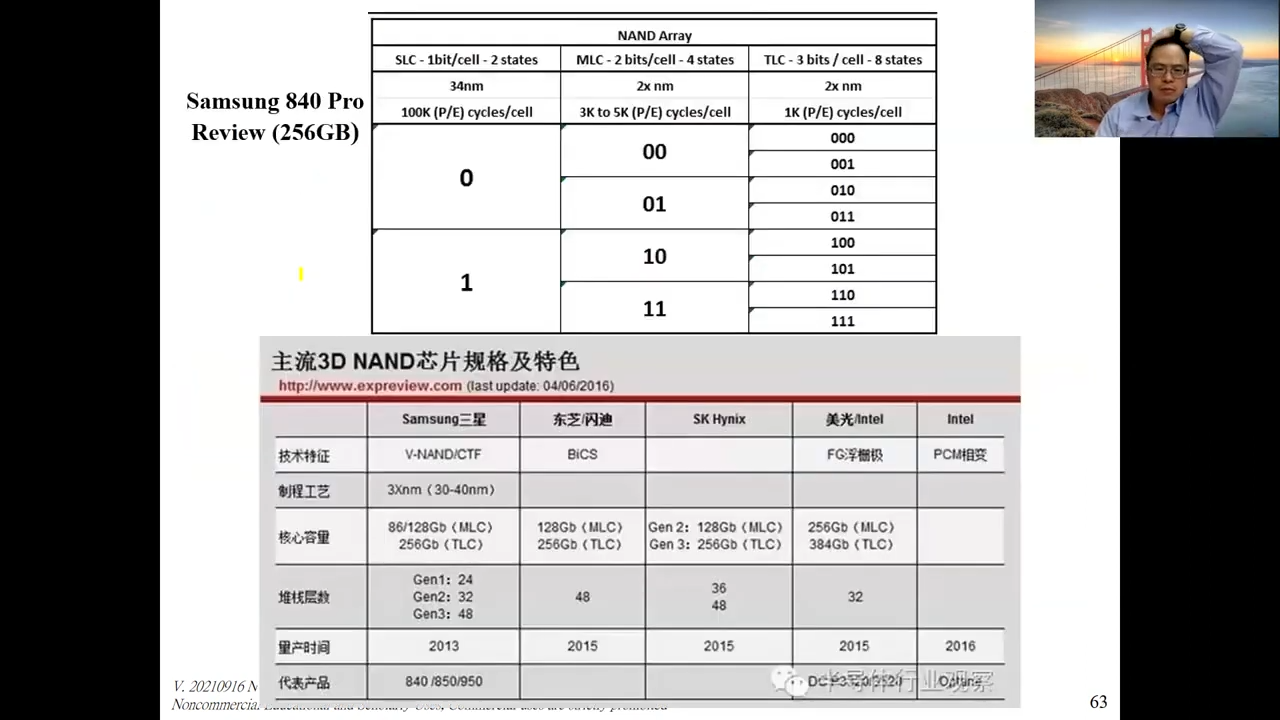 Samsung 840 Pro
Review (256GB)
NAND Array
SLC - 1bit/cell - 2 states MLC - 2 bits/cell - 4 states TLC - 3 bits / cell - 8 states
34nm 2x nm 2x nm
100K (P/E) cycles/cell 3K to 5K (P/E) cycles/cell 1K (P/E) cycles/cell
0 00 000
001
01 010
011
1 10 100
101
11 110
111
主流3D NAND芯片规格及特色
http://www.expreview.com (last update: 04/06/2016)
Samsung三星 东芝/闪迪 SK Hynix 美光/Intel Intel
技术特征 V-NAND/CTF BiCS FG浮栅极 PCM相变
制程工艺 3Xnm（30-40nm）
核心容量 86/128Gb（MLC） 128Gb（MLC） Gen 2：128Gb（MLC） 256Gb（MLC）
256Gb（TLC） 256Gb（TLC） Gen 3：256Gb（TLC） 384Gb（TLC）
堆栈层数 Gen1：24 48 36 32
Gen2：32 48
Gen3：48
量产时间 2013 2015 2015 2015 2016
代表产品 840 /850/950
半导体行业观察
V. 20210916
Noncommercial Educational and Scholarly Uses, Commercial uses are strictly prohibited
63